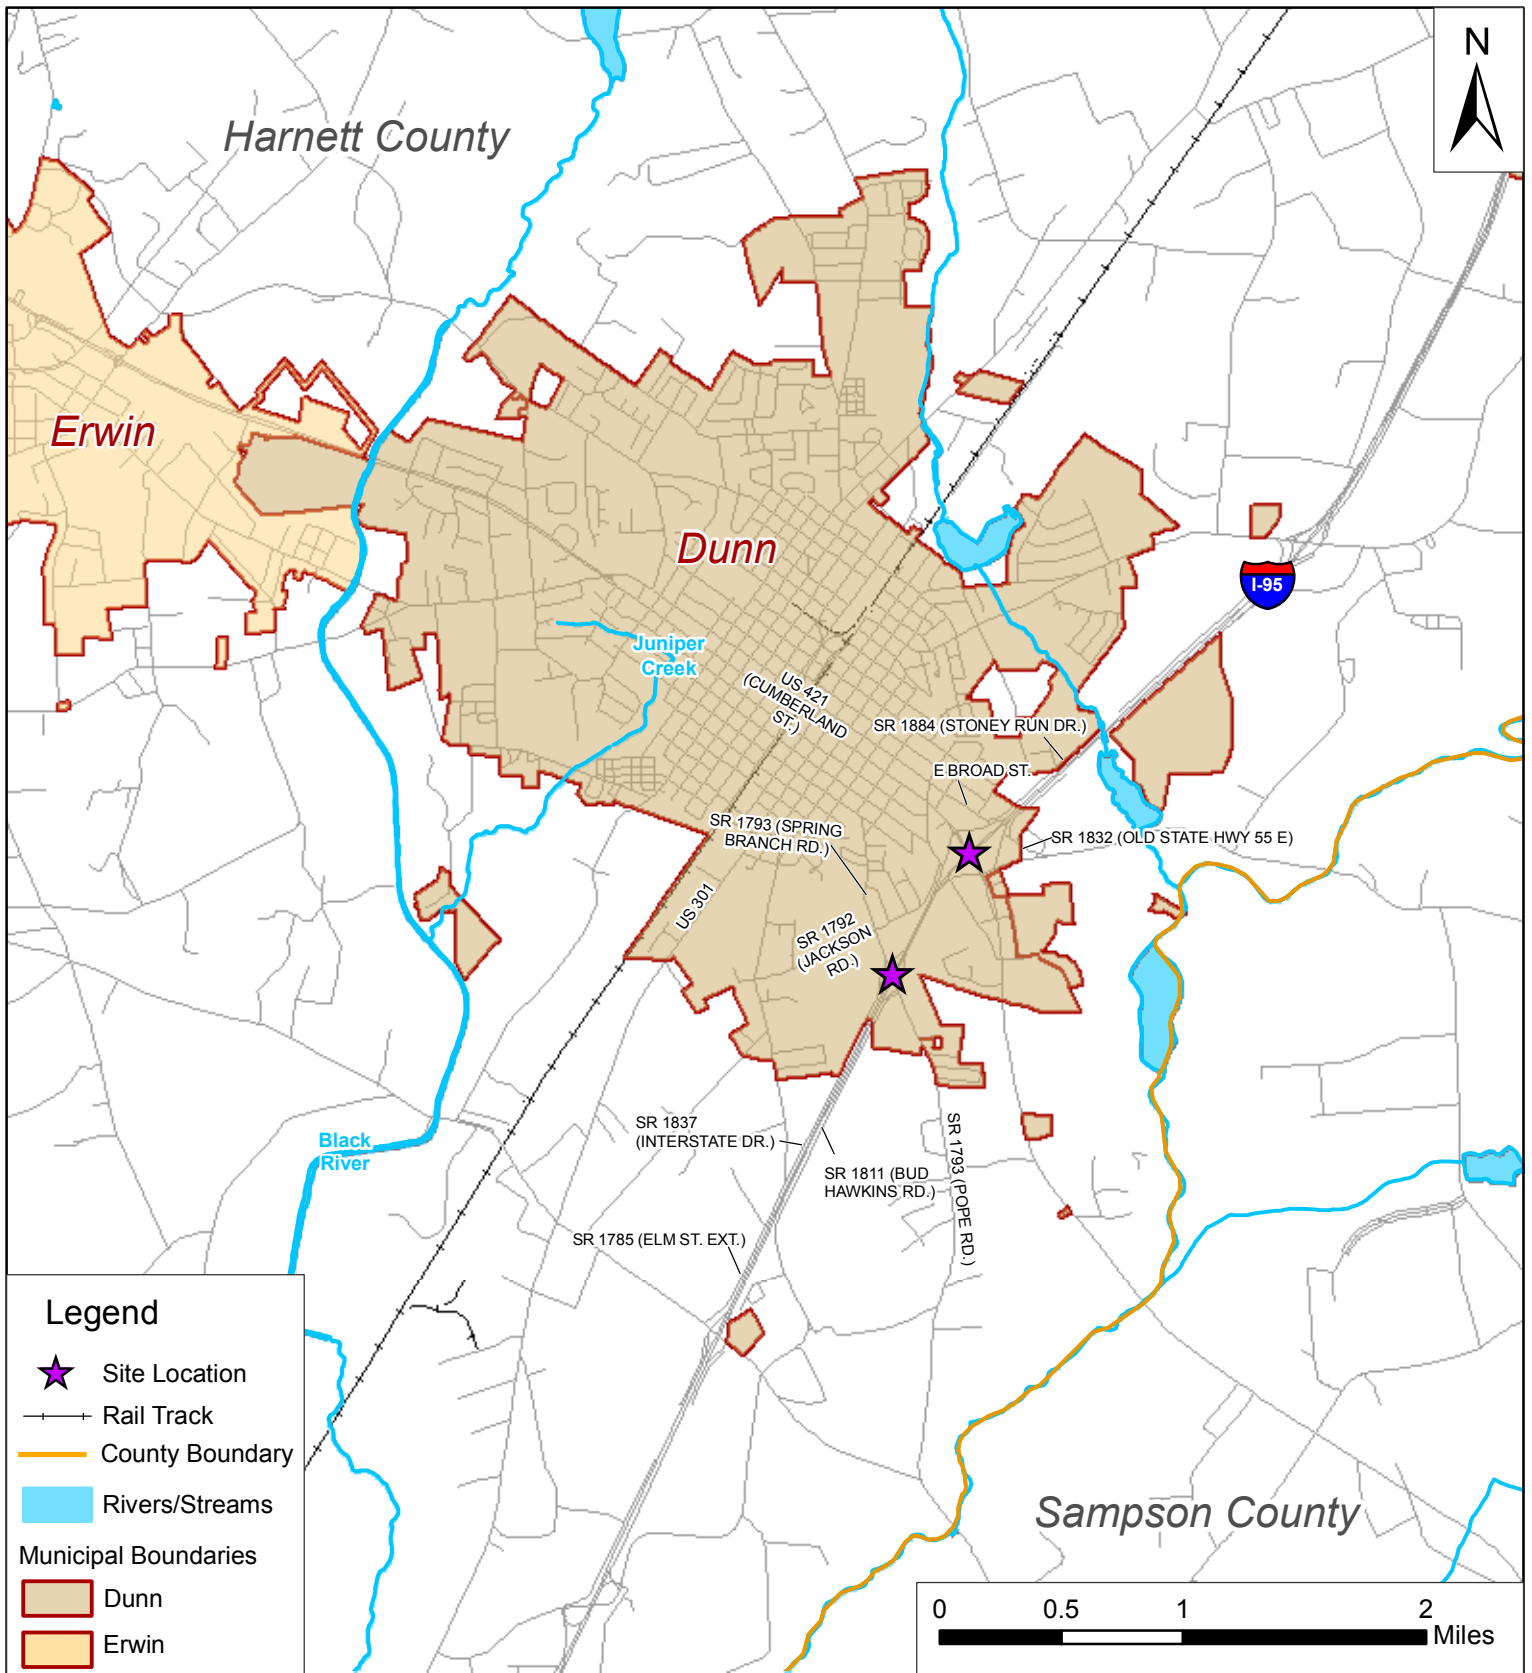 N
Harnett County
Erwin
Dunn
I-95
Juniper
Creek
US 421
(CUMBERLAND
ST.)
SR 1884 (STONEY RUN DR.)
E BROAD ST.
SR 1793 (SPRING
BRANCH RD.)
SR 1832 (OLD STATE HWY 55 E)
US 301
SR 1792
(JACKSON
RD.)
SR 1837
(INTERSTATE DR.)
SR 1811 (BUD
HAWKINS RD.)
SR 1793 (POPE RD.)
Black
River
SR 1785 (ELM ST. EXT.)
Sampson County
Legend
Site Location
Rail Track
County Boundary
Rivers/Streams
Municipal Boundaries
Dunn
Erwin
0 0.5 1 2
Miles